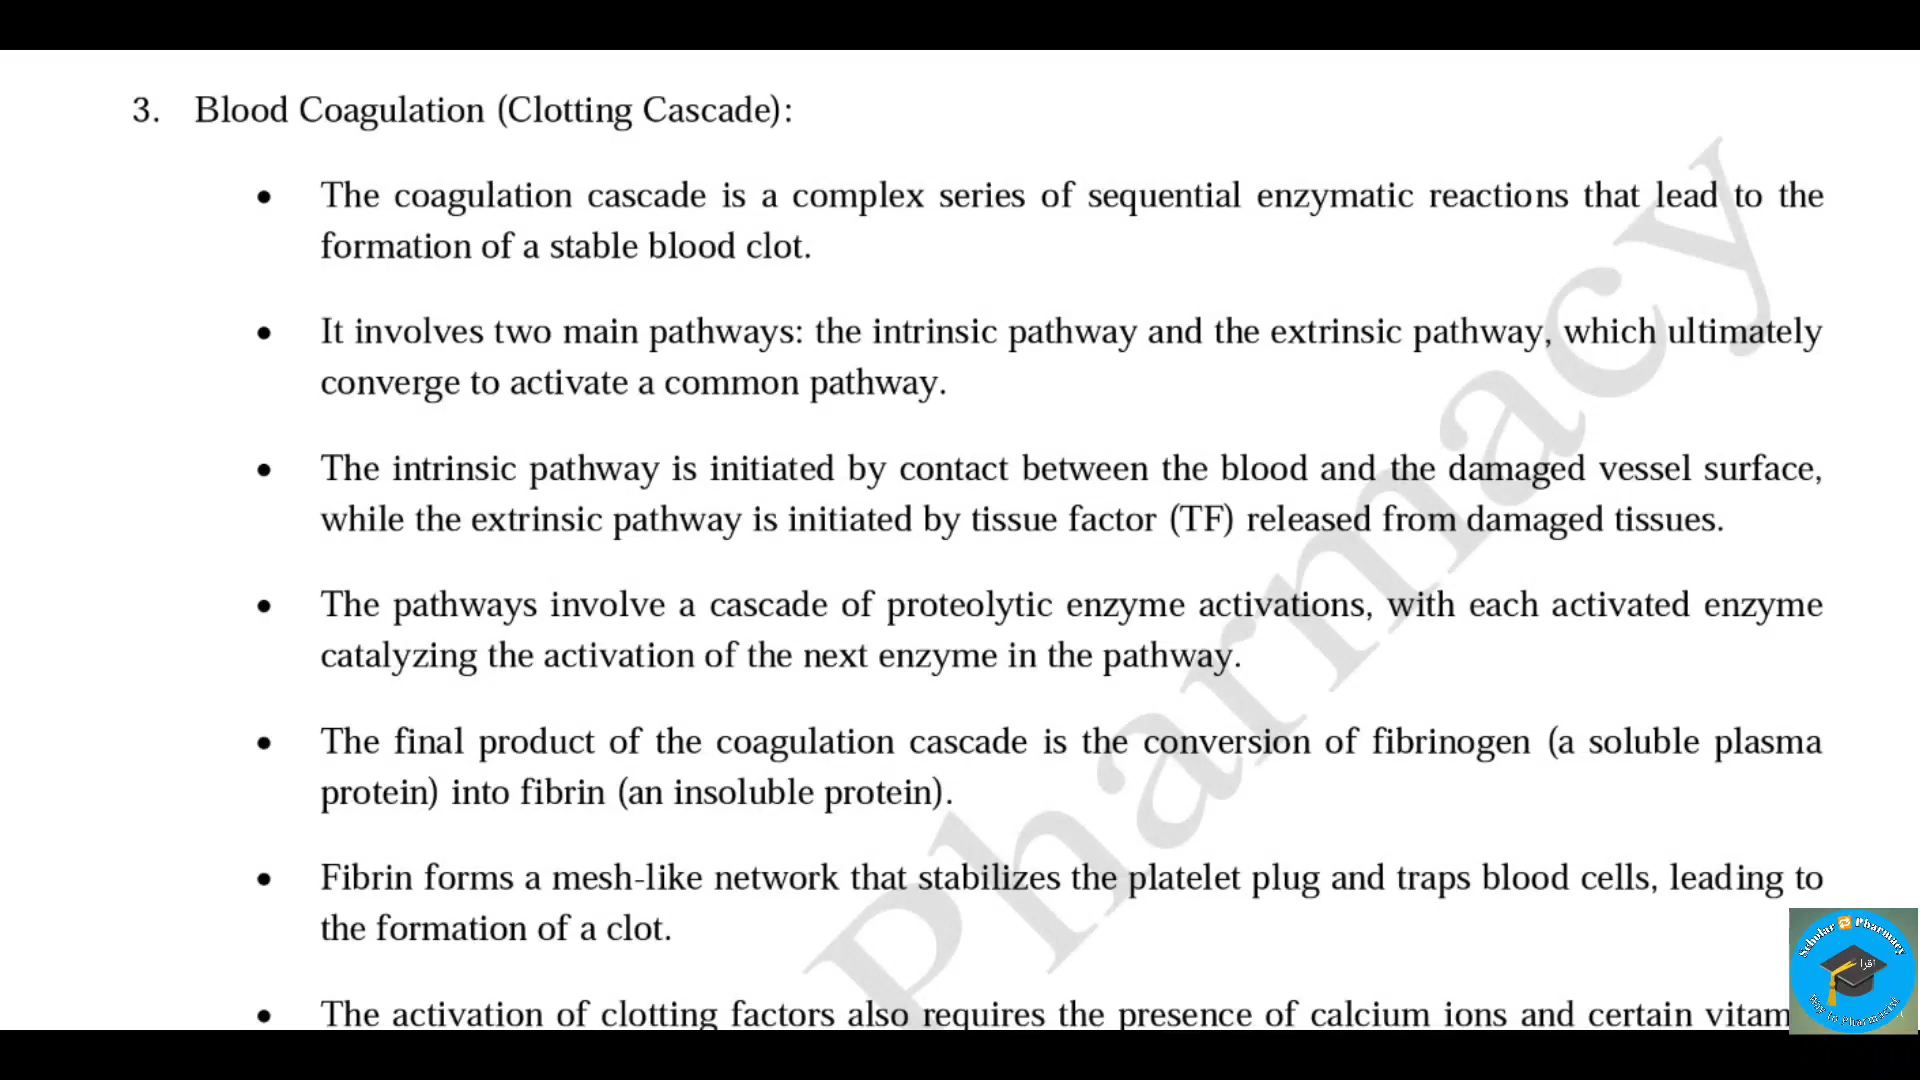 3. Blood Coagulation (Clotting Cascade):
• The coagulation cascade is a complex series of sequential enzymatic reactions that lead to the
formation of a stable blood clot.
• It involves two main pathways: the intrinsic pathway and the extrinsic pathway, which ultimately
converge to activate a common pathway.
• The intrinsic pathway is initiated by contact between the blood and the damaged vessel surface,
while the extrinsic pathway is initiated by tissue factor (TF) released from damaged tissues.
• The pathways involve a cascade of proteolytic enzyme activations, with each activated enzyme
catalyzing the activation of the next enzyme in the pathway.
• The final product of the coagulation cascade is the conversion of fibrinogen (a soluble plasma
protein) into fibrin (an insoluble protein).
• Fibrin forms a mesh-like network that stabilizes the platelet plug and traps blood cells, leading to
the formation of a clot.
• The activation of clotting factors also requires the presence of calcium ions and certain vitam
Pharmacy
Scholar Pharmacy
اقرا
to Pharmacist